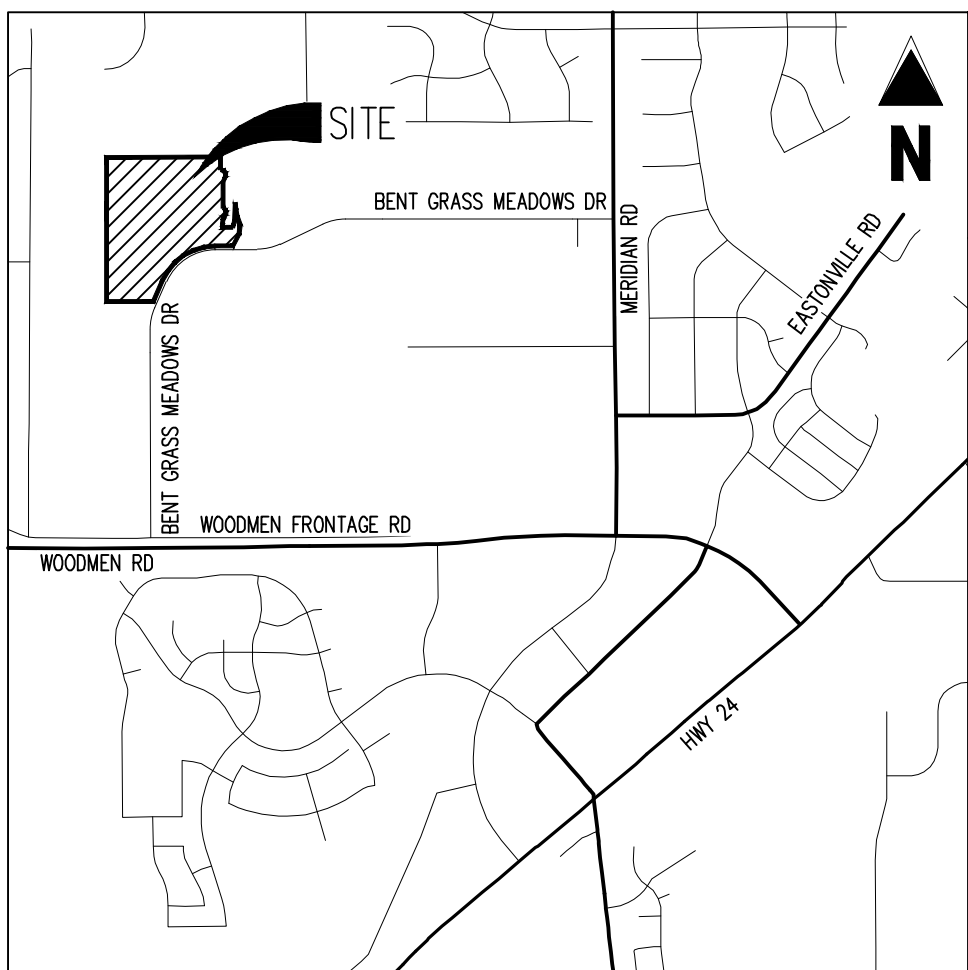 SITE
N
BENT GRASS MEADOWS DR
MERIDIAN RD
EASTONVILLE RD
BENT GRASS MEADOWS DR
WOODMEN FRONTAGE RD
WOODMEN RD
HWY 24